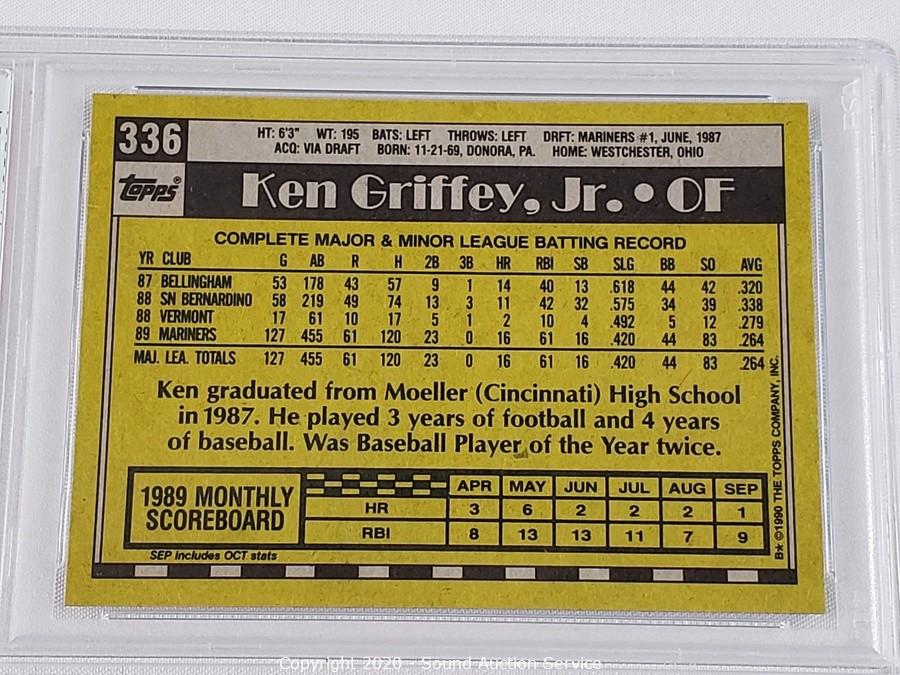 336
HT: 6'3" WT: 195 BATS: LEFT THROWS: LEFT DRFT: MARINERS #1, JUNE, 1987
ACQ: VIA DRAFT BORN: 11-21-69, DONORA, PA. HOME: WESTCHESTER, OHIO
Topps®
Ken Griffey, Jr. • OF
COMPLETE MAJOR & MINOR LEAGUE BATTING RECORD
YR CLUB G AB R H 2B 3B HR RBI SB SLG BB SO AVG
87 BELLINGHAM 53 178 43 57 9 1 14 40 13 .618 44 42 .320
88 SN BERNARDINO 58 219 49 74 13 3 11 42 32 .575 34 39 .338
88 VERMONT 17 61 10 17 5 1 2 10 4 .492 5 12 .279
89 MARINERS 127 455 61 120 23 0 16 61 16 .420 44 83 .264
MAJ. LEA. TOTALS 127 455 61 120 23 0 16 61 16 .420 44 83 .264
Ken graduated from Moeller (Cincinnati) High School
in 1987. He played 3 years of football and 4 years
of baseball. Was Baseball Player of the Year twice.
1989 MONTHLY
SCOREBOARD
APR MAY JUN JUL AUG SEP
HR 3 6 2 2 2 1
RBI 8 13 13 11 7 9
SEP includes OCT stats
B★ ©1990 THE TOPPS COMPANY, INC.
Copyright 2020 - Sound Auction Service